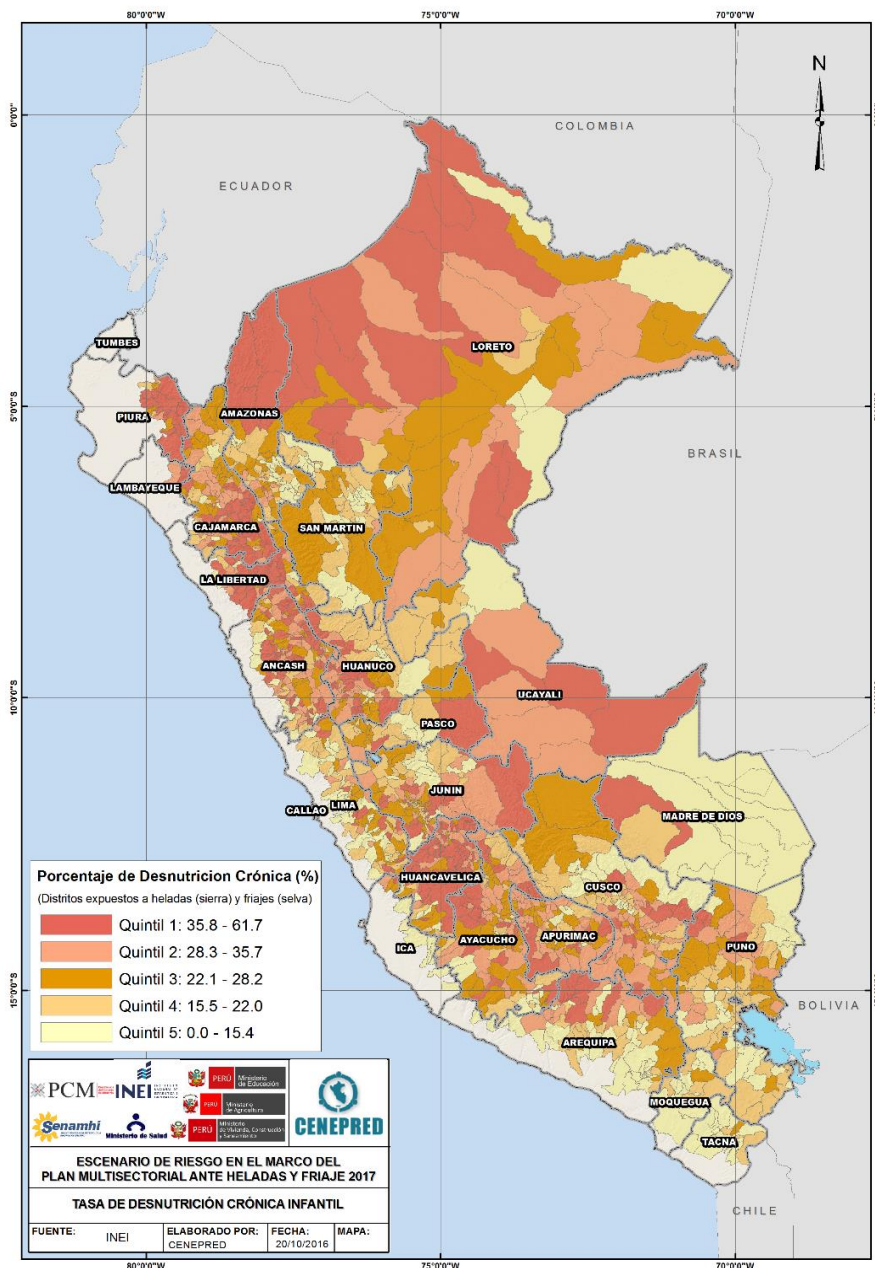 80°0'0"W
75°0'0"W
70°0'0"W
N
0°0'0"
COLOMBIA
ECUADOR
TUMBES
LORETO
5°0'0"S
PIURA
AMAZONAS
BRASIL
LAMBAYEQUE
CAJAMARCA
SAN MARTIN
LA LIBERTAD
ANCASH
HUANUCO
UCAYALI
10°0'0"S
PASCO
JUNIN
CALLAO
LIMA
MADRE DE DIOS
HUANCAVELICA
CUSCO
ICA
AYACUCHO
APURIMAC
PUNO
15°0'0"S
BOLIVIA
AREQUIPA
MOQUEGUA
TACNA
CHILE
Porcentaje de Desnutricion Crónica (%)
(Distritos expuestos a heladas (sierra) y friajes (selva)
Quintil 1: 35.8 - 61.7
Quintil 2: 28.3 - 35.7
Quintil 3: 22.1 - 28.2
Quintil 4: 15.5 - 22.0
Quintil 5: 0.0 - 15.4
PCM
INEI
PERÚ Ministerio de Educación
PERÚ Ministerio de Agricultura
Senamhi
Ministerio de Salud
PERÚ Ministerio de Vivienda, Construcción y Saneamiento
CENEPRED
ESCENARIO DE RIESGO EN EL MARCO DEL
PLAN MULTISECTORIAL ANTE HELADAS Y FRIAJE 2017
TASA DE DESNUTRICIÓN CRÓNICA INFANTIL
FUENTE: INEI
ELABORADO POR: CENEPRED
FECHA: 20/10/2016
MAPA:
80°0'0"W
75°0'0"W
70°0'0"W